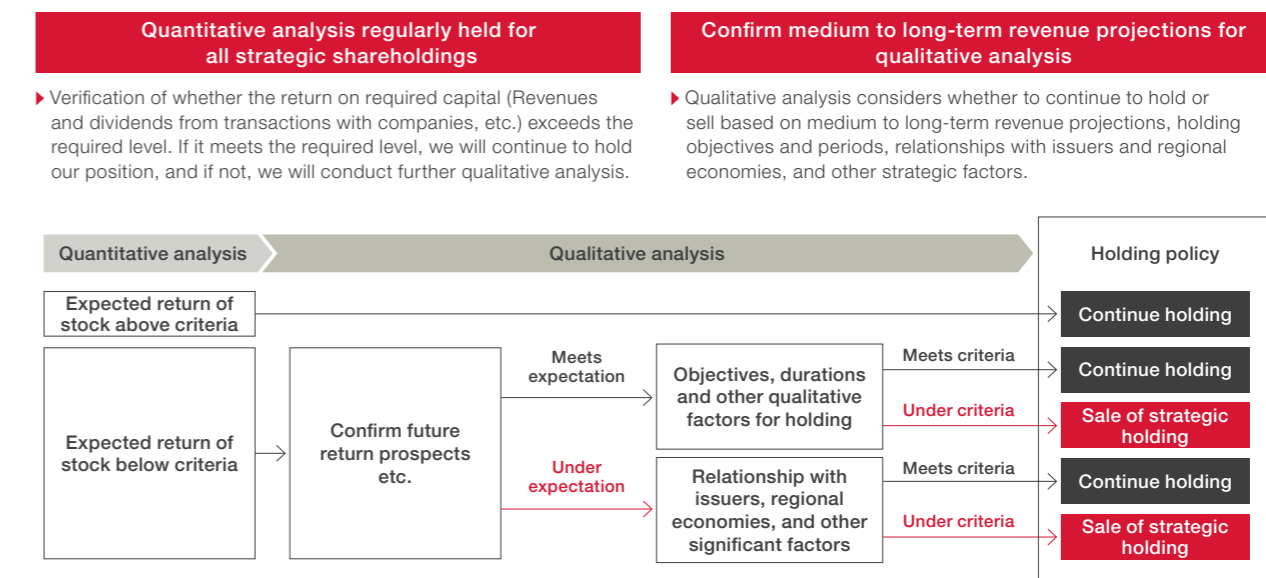 Quantitative analysis regularly held for
all strategic shareholdings
Verification of whether the return on required capital (Revenues
and dividends from transactions with companies, etc.) exceeds the
required level. If it meets the required level, we will continue to hold
our position, and if not, we will conduct further qualitative analysis.
Confirm medium to long-term revenue projections for
qualitative analysis
Qualitative analysis considers whether to continue to hold or
sell based on medium to long-term revenue projections, holding
objectives and periods, relationships with issuers and regional
economies, and other strategic factors.
Quantitative analysis
Qualitative analysis
Holding policy
Expected return of
stock above criteria
Continue holding
Expected return of
stock below criteria
Confirm future
return prospects
etc.
Meets
expectation
Objectives, durations
and other qualitative
factors for holding
Meets criteria
Continue holding
Under criteria
Sale of strategic
holding
Under
expectation
Relationship with
issuers, regional
economies, and other
significant factors
Meets criteria
Continue holding
Under criteria
Sale of strategic
holding